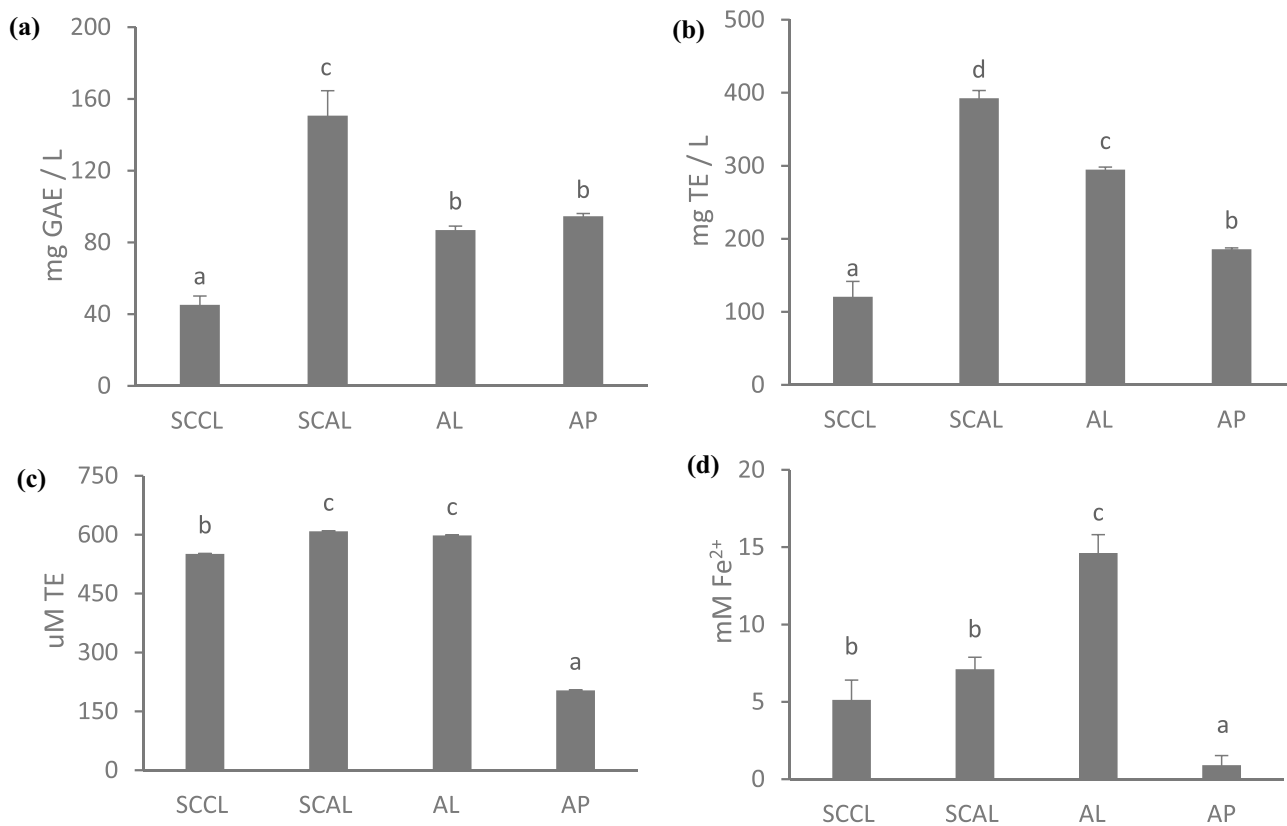 (a)
mg GAE / L
200
160
120
80
40
0
a
c
b
b
SCCL SCAL AL AP
(b)
mg TE / L
500
400
300
200
100
0
a
d
c
b
SCCL SCAL AL AP
(c)
uM TE
750
600
450
300
150
0
b
c
c
a
SCCL SCAL AL AP
(d)
mM Fe²⁺
20
15
10
5
0
b
b
c
a
SCCL SCAL AL AP